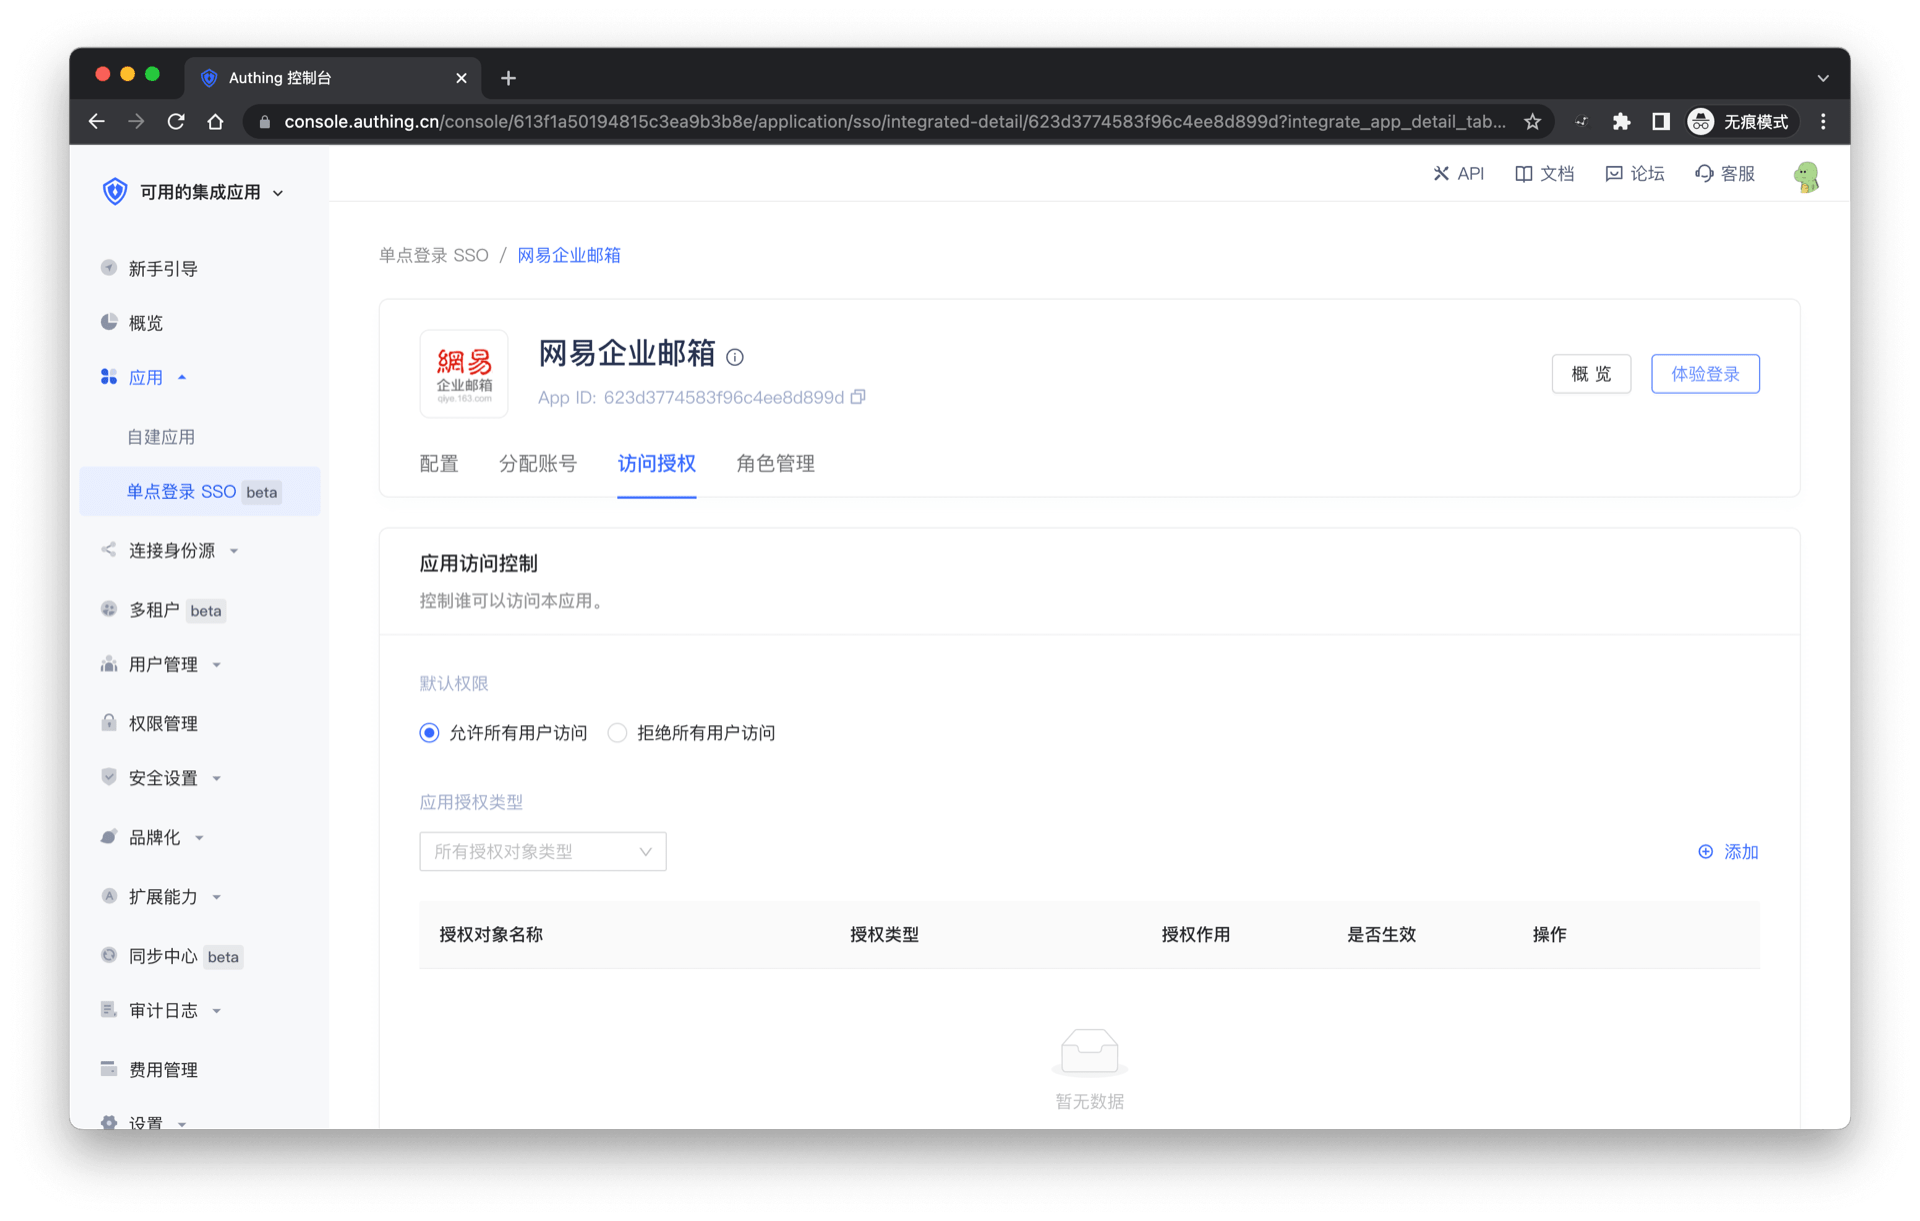 Authing 控制台
console.authing.cn/console/613f1a50194815c3ea9b3b8e/application/sso/integrated-detail/623d3774583f96c4ee8d899d?integrate_app_detail_tab...
无痕模式
可用的集成应用
API
文档
论坛
客服
新手引导
概览
应用
自建应用
单点登录 SSO beta
连接身份源
多租户 beta
用户管理
权限管理
安全设置
品牌化
扩展能力
同步中心 beta
审计日志
费用管理
设置
单点登录 SSO / 网易企业邮箱
網易
企业邮箱
qiye.163.com
网易企业邮箱
App ID: 623d3774583f96c4ee8d899d
概 览
体验登录
配置
分配账号
访问授权
角色管理
应用访问控制
控制谁可以访问本应用。
默认权限
允许所有用户访问
拒绝所有用户访问
应用授权类型
所有授权对象类型
添加
授权对象名称 授权类型 授权作用 是否生效 操作
暂无数据